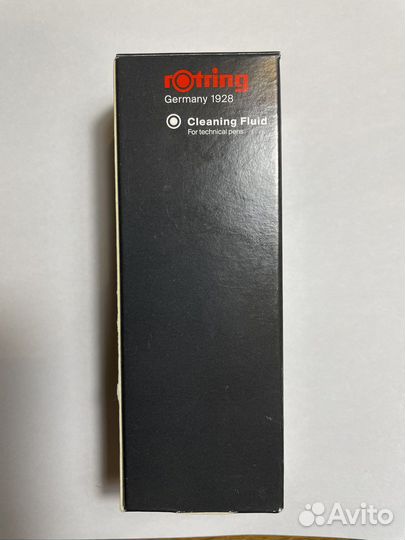 rotring
Germany 1928
Cleaning Fluid
For technical pens
Avito